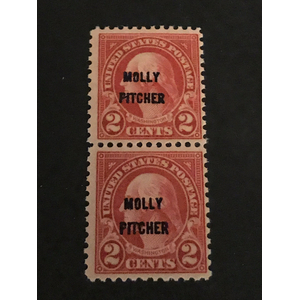 UNITED STATES POSTAGE
MOLLY
PITCHER
2 CENTS 2
UNITED STATES POSTAGE
MOLLY
PITCHER
2 CENTS 2